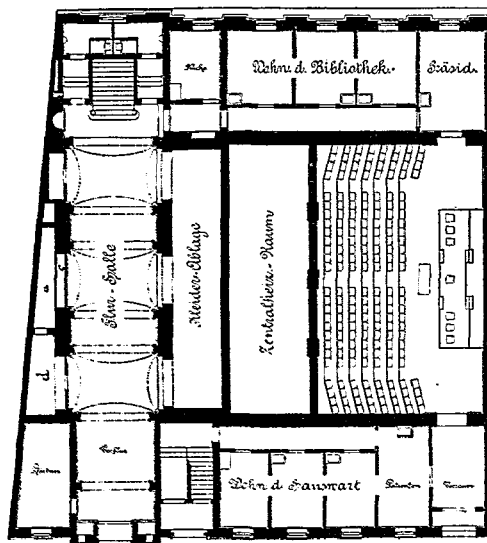 Wohn. d. Bibliothek.
Präsid.
Flur-Halle
Kleider-Ablage
Zentralheiz.-Raum
a
c
d
Wohn. d. Hauswart